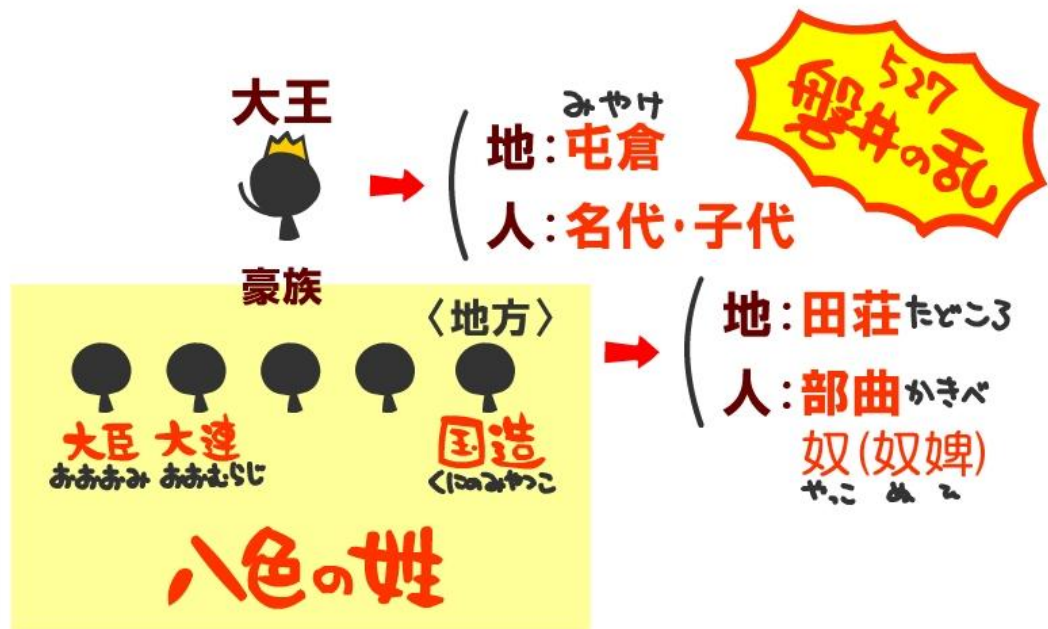 大王
みやけ
地:屯倉
人:名代・子代
527
磐井の乱
豪族
〈地方〉
大臣 大連
おおおみ おおむらじ
国造
くにのみやつこ
八色の姓
地:田荘たどころ
人:部曲かきべ
奴(奴婢)
やっこ ぬ ひ